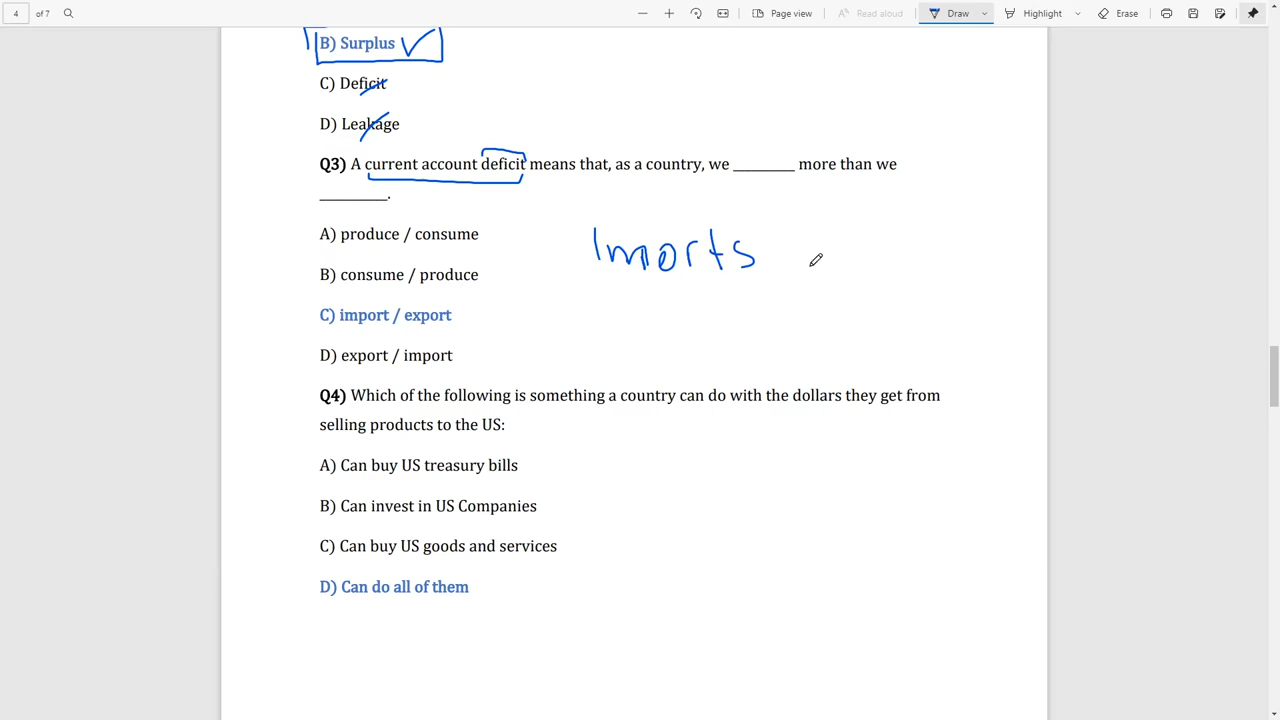 4 of 7 Page view Read aloud Draw Highlight Erase
B) Surplus
C) Deficit
D) Leakage
Q3) A current account deficit means that, as a country, we ________ more than we
_________.
A) produce / consume
Imorts
B) consume / produce
C) import / export
D) export / import
Q4) Which of the following is something a country can do with the dollars they get from
selling products to the US:
A) Can buy US treasury bills
B) Can invest in US Companies
C) Can buy US goods and services
D) Can do all of them